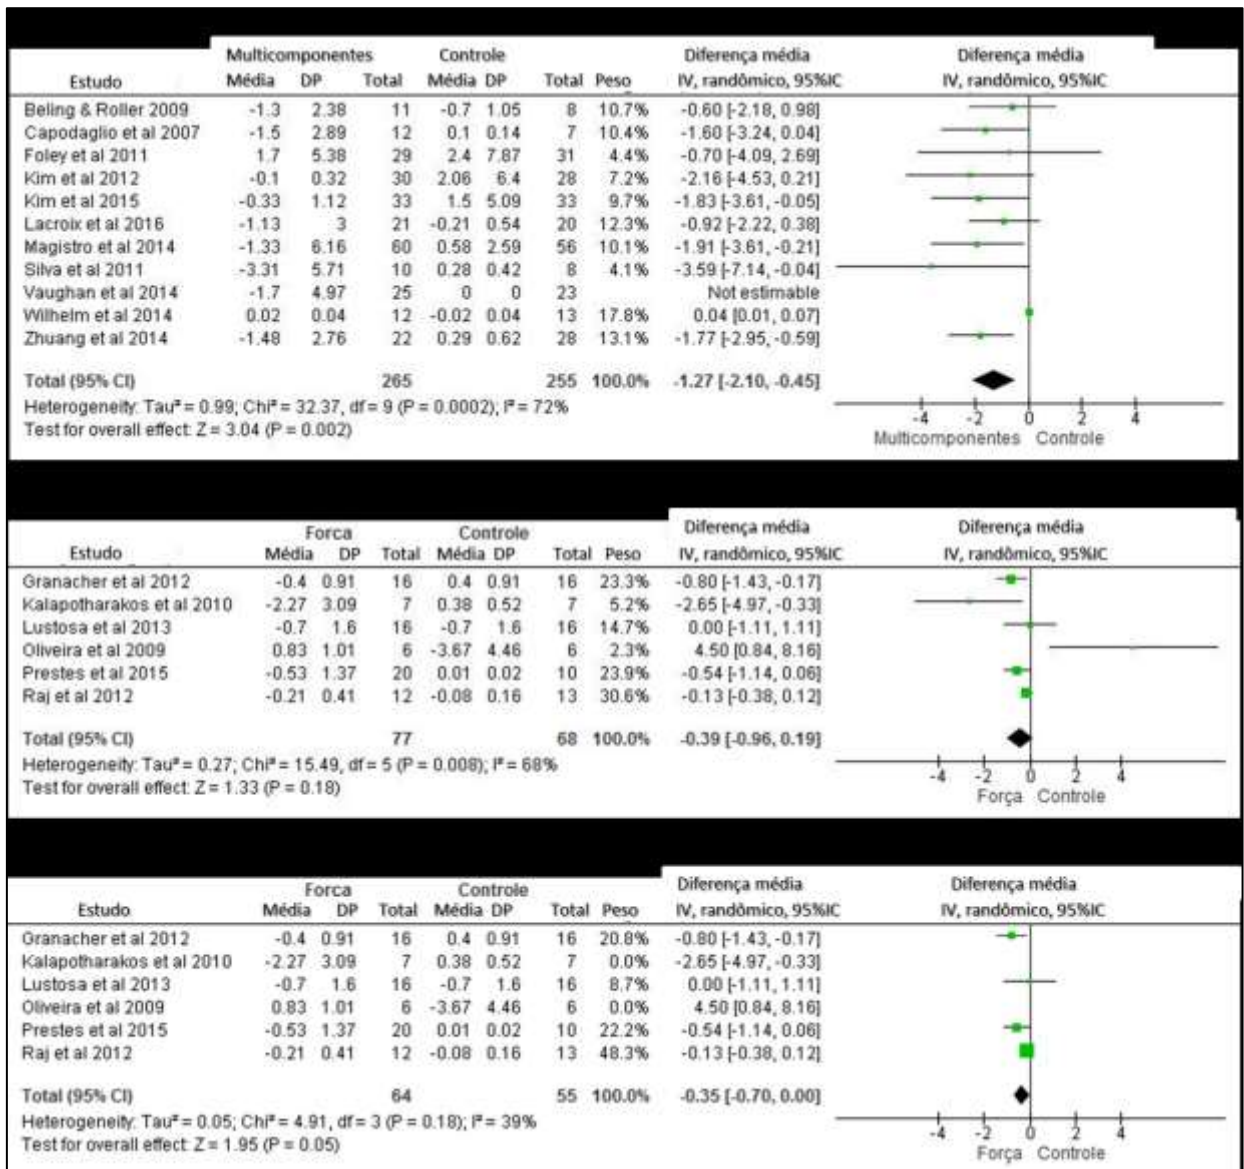 Multicomponentes Controle Diferença média Diferença média
Estudo Média DP Total Média DP Total Peso IV, randômico, 95%IC IV, randômico, 95%IC
Beling & Roller 2009 -1.3 2.38 11 -0.7 1.05 8 10.7% -0.60 [-2.18, 0.98]
Capodaglio et al 2007 -1.5 2.89 12 0.1 0.14 7 10.4% -1.60 [-3.24, 0.04]
Foley et al 2011 1.7 5.38 29 2.4 7.87 31 4.4% -0.70 [-4.09, 2.69]
Kim et al 2012 -0.1 0.32 30 2.06 6.4 28 7.2% -2.16 [-4.53, 0.21]
Kim et al 2015 -0.33 1.12 33 1.5 5.09 33 9.7% -1.83 [-3.61, -0.05]
Lacroix et al 2016 -1.13 3 21 -0.21 0.54 20 12.3% -0.92 [-2.22, 0.38]
Magistro et al 2014 -1.33 6.16 60 0.58 2.59 56 10.1% -1.91 [-3.61, -0.21]
Silva et al 2011 -3.31 5.71 10 0.28 0.42 8 4.1% -3.59 [-7.14, -0.04]
Vaughan et al 2014 -1.7 4.97 25 0 0 23 Not estimable
Wilhelm et al 2014 0.02 0.04 12 -0.02 0.04 13 17.8% 0.04 [0.01, 0.07]
Zhuang et al 2014 -1.48 2.76 22 0.29 0.62 28 13.1% -1.77 [-2.95, -0.59]
Total (95% CI) 265 255 100.0% -1.27 [-2.10, -0.45]
Heterogeneity: Tau² = 0.99; Chi² = 32.37, df = 9 (P = 0.0002); I² = 72%
Test for overall effect: Z = 3.04 (P = 0.002)
-4 -2 0 2 4
Multicomponentes Controle
Força Controle Diferença média Diferença média
Estudo Média DP Total Média DP Total Peso IV, randômico, 95%IC IV, randômico, 95%IC
Granacher et al 2012 -0.4 0.91 16 0.4 0.91 16 23.3% -0.80 [-1.43, -0.17]
Kalapotharakos et al 2010 -2.27 3.09 7 0.38 0.52 7 5.2% -2.65 [-4.97, -0.33]
Lustosa et al 2013 -0.7 1.6 16 -0.7 1.6 16 14.7% 0.00 [-1.11, 1.11]
Oliveira et al 2009 0.83 1.01 6 -3.67 4.46 6 2.3% 4.50 [0.84, 8.16]
Prestes et al 2015 -0.53 1.37 20 0.01 0.02 10 23.9% -0.54 [-1.14, 0.06]
Raj et al 2012 -0.21 0.41 12 -0.08 0.16 13 30.6% -0.13 [-0.38, 0.12]
Total (95% CI) 77 68 100.0% -0.39 [-0.96, 0.19]
Heterogeneity: Tau² = 0.27; Chi² = 15.49, df = 5 (P = 0.008); I² = 68%
Test for overall effect: Z = 1.33 (P = 0.18)
-4 -2 0 2 4
Força Controle
Força Controle Diferença média Diferença média
Estudo Média DP Total Média DP Total Peso IV, randômico, 95%IC IV, randômico, 95%IC
Granacher et al 2012 -0.4 0.91 16 0.4 0.91 16 20.8% -0.80 [-1.43, -0.17]
Kalapotharakos et al 2010 -2.27 3.09 7 0.38 0.52 7 0.0% -2.65 [-4.97, -0.33]
Lustosa et al 2013 -0.7 1.6 16 -0.7 1.6 16 8.7% 0.00 [-1.11, 1.11]
Oliveira et al 2009 0.83 1.01 6 -3.67 4.46 6 0.0% 4.50 [0.84, 8.16]
Prestes et al 2015 -0.53 1.37 20 0.01 0.02 10 22.2% -0.54 [-1.14, 0.06]
Raj et al 2012 -0.21 0.41 12 -0.08 0.16 13 48.3% -0.13 [-0.38, 0.12]
Total (95% CI) 64 55 100.0% -0.35 [-0.70, 0.00]
Heterogeneity: Tau² = 0.05; Chi² = 4.91, df = 3 (P = 0.18); I² = 39%
Test for overall effect: Z = 1.95 (P = 0.05)
-4 -2 0 2 4
Força Controle